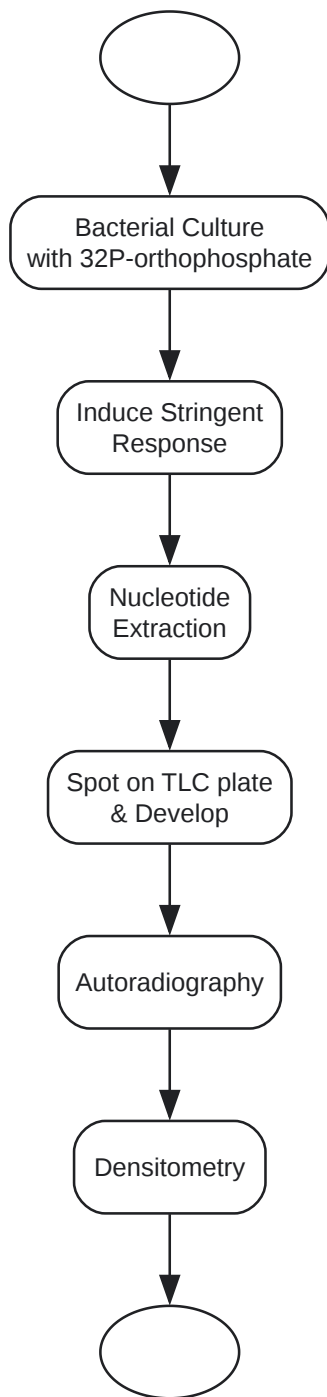 Bacterial Culture
with 32P-orthophosphate
Induce Stringent
Response
Nucleotide
Extraction
Spot on TLC plate
& Develop
Autoradiography
Densitometry